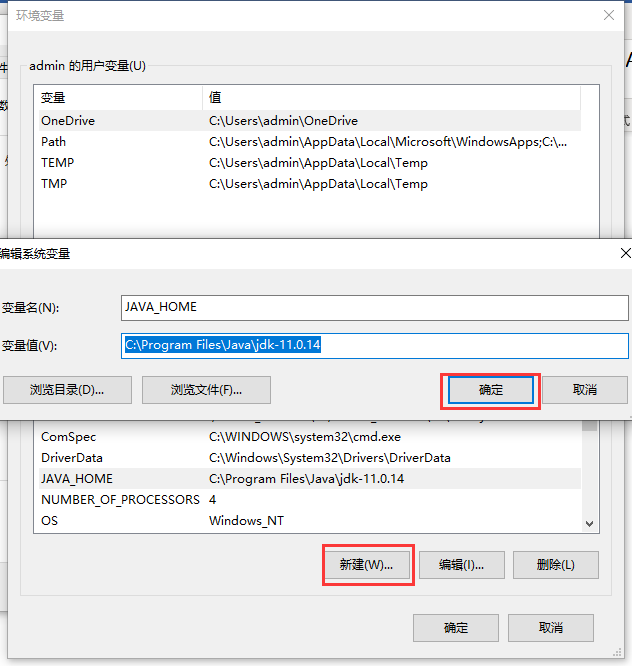 环境变量
admin 的用户变量(U)
变量 值
OneDrive C:\Users\admin\OneDrive
Path C:\Users\admin\AppData\Local\Microsoft\WindowsApps;C:\...
TEMP C:\Users\admin\AppData\Local\Temp
TMP C:\Users\admin\AppData\Local\Temp
编辑系统变量
变量名(N): JAVA_HOME
变量值(V): C:\Program Files\Java\jdk-11.0.14
浏览目录(D)... 浏览文件(F)... 确定 取消
ComSpec C:\WINDOWS\system32\cmd.exe
DriverData C:\Windows\System32\Drivers\DriverData
JAVA_HOME C:\Program Files\Java\jdk-11.0.14
NUMBER_OF_PROCESSORS 4
OS Windows_NT
新建(W)... 编辑(I)... 删除(L)
确定 取消